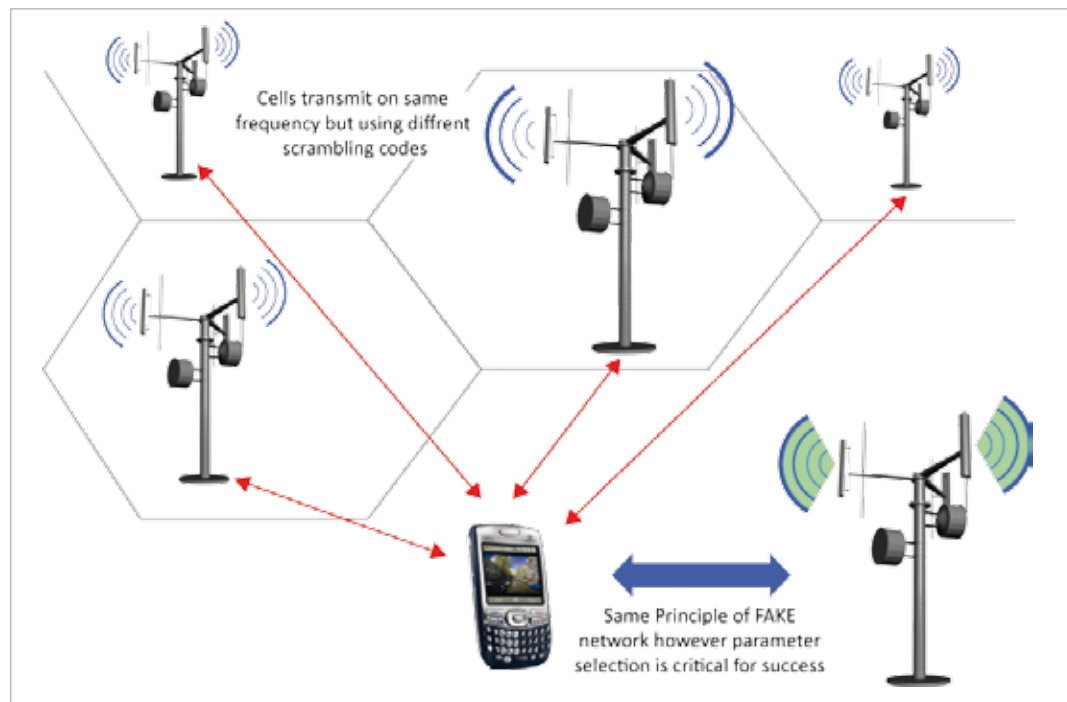 Cells transmit on same
frequency but using diffrent
scrambling codes
Same Principle of FAKE
network however parameter
selection is critical for success